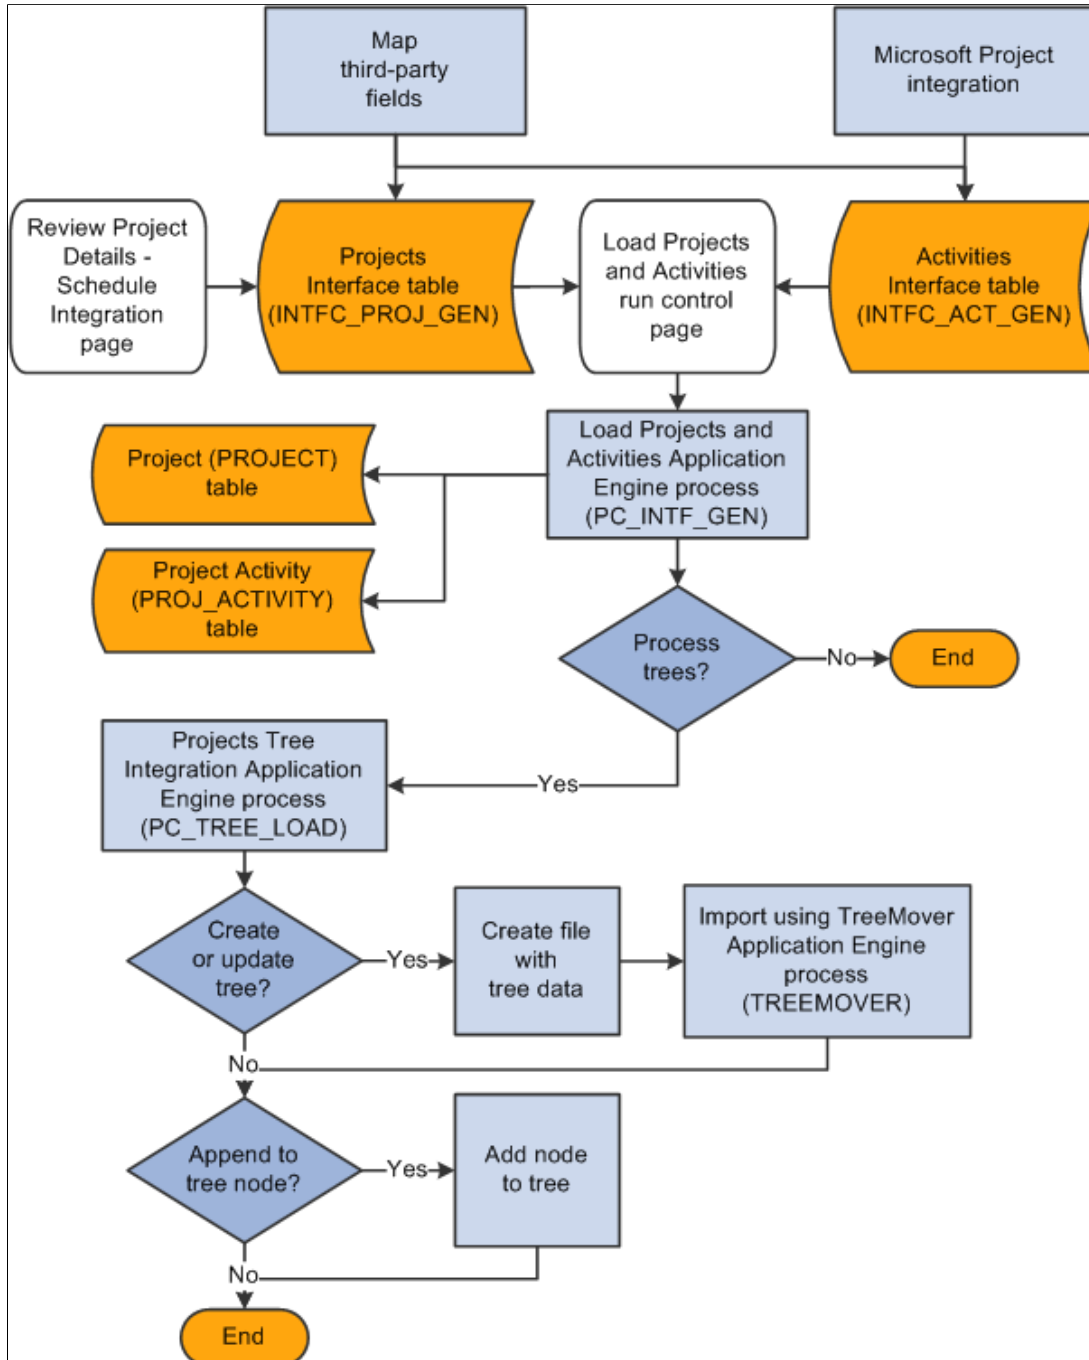 Map
third-party
fields
Microsoft Project
integration
Review Project
Details -
Schedule
Integration
page
Projects
Interface table
(INTFC_PROJ_GEN)
Load Projects
and Activities
run control
page
Activities
Interface table
(INTFC_ACT_GEN)
Load Projects and
Activities Application
Engine process
(PC_INTF_GEN)
Project (PROJECT)
table
Project Activity
(PROJ_ACTIVITY)
table
Process
trees?
No
End
Projects Tree
Integration Application
Engine process
(PC_TREE_LOAD)
Yes
Create
or update
tree?
Yes
Create file
with
tree data
Import using TreeMover
Application Engine
process
(TREEMOVER)
No
Append to
tree node?
Yes
Add node
to tree
No
End